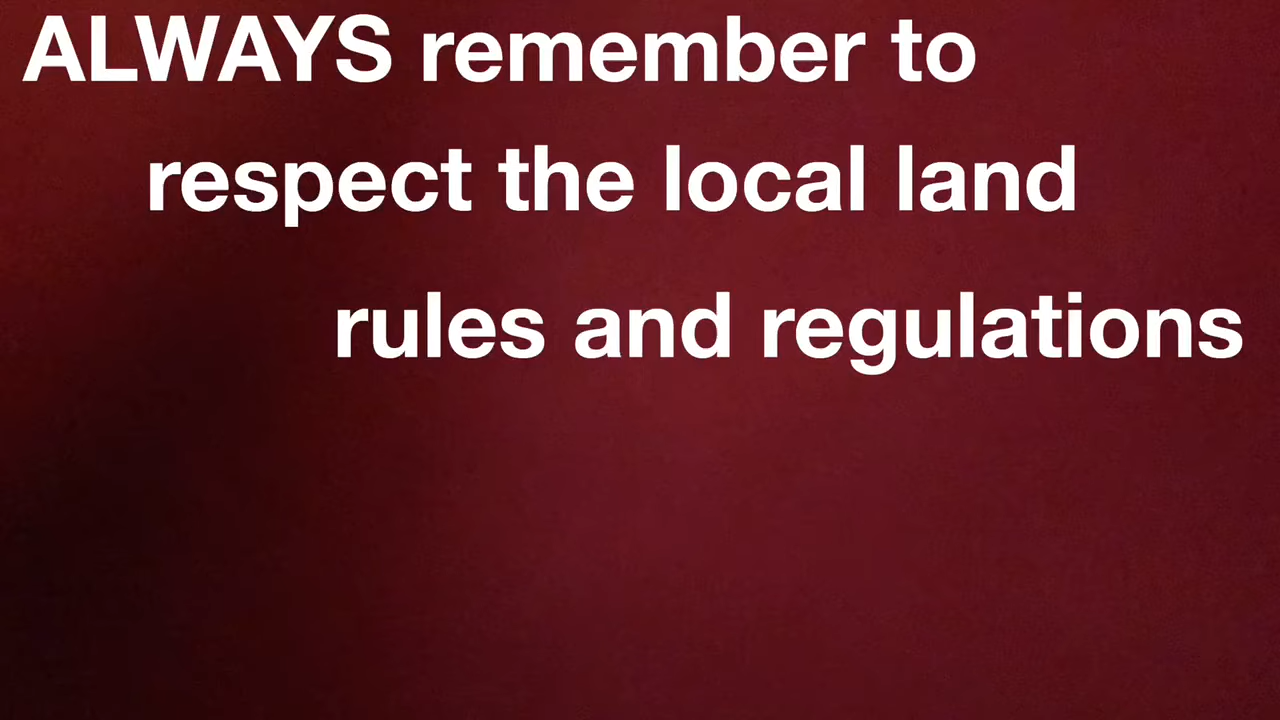 ALWAYS remember to
respect the local land
rules and regulations